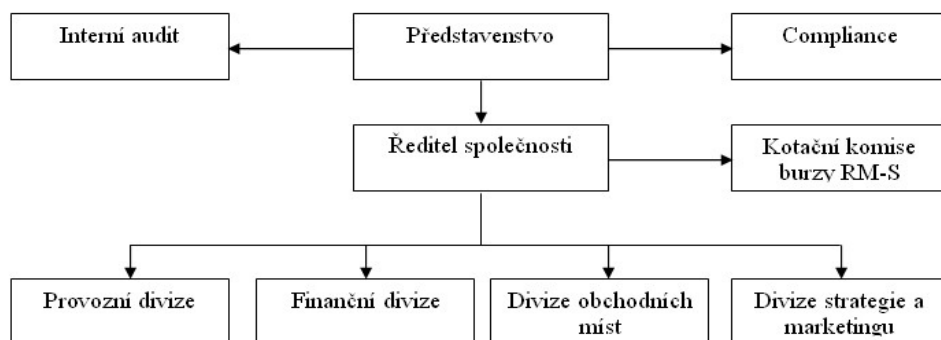 Interní audit
Představenstvo
Compliance
Ředitel společnosti
Kotační komise
burzy RM-S
Provozní divize
Finanční divize
Divize obchodních
míst
Divize strategie a
marketingu